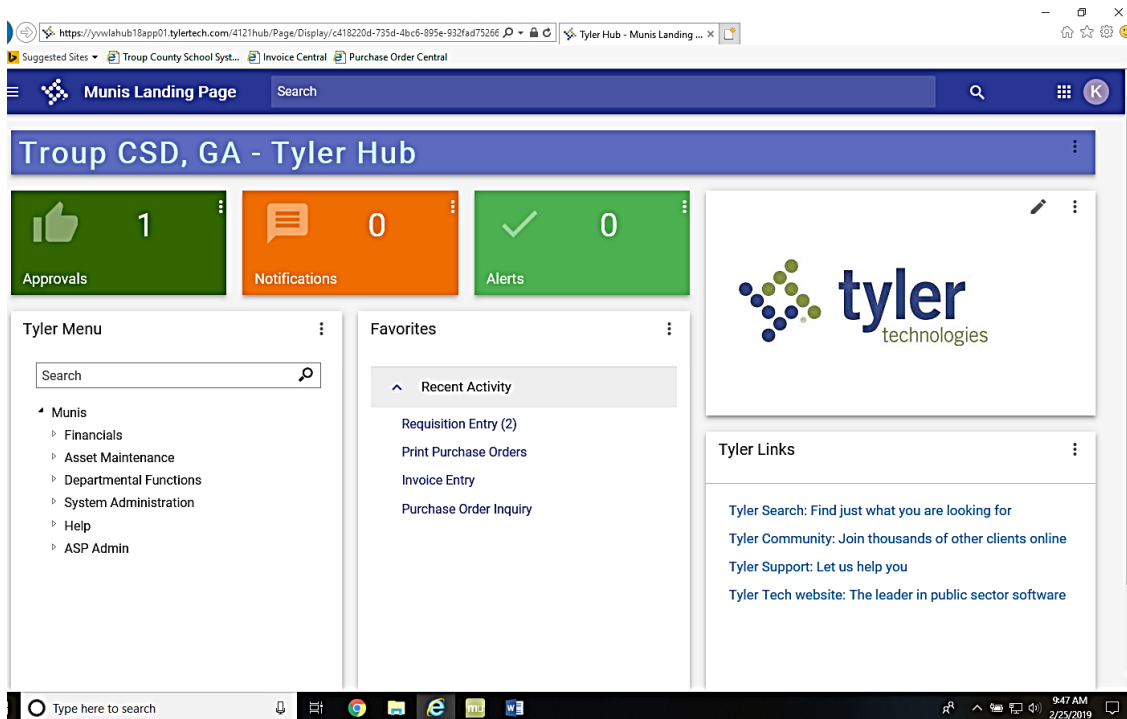 https://yvwlahub18app01.tylertech.com/4121hub/Page/Display/c418220d-735d-4bc6-895e-932fad75266
Tyler Hub - Munis Landing ...
Suggested Sites
Troup County School Syst...
Invoice Central
Purchase Order Central
Munis Landing Page
Search
K
Troup CSD, GA - Tyler Hub
1
Approvals
0
Notifications
0
Alerts
tyler
technologies
Tyler Menu
Search
Munis
Financials
Asset Maintenance
Departmental Functions
System Administration
Help
ASP Admin
Favorites
Recent Activity
Requisition Entry (2)
Print Purchase Orders
Invoice Entry
Purchase Order Inquiry
Tyler Links
Tyler Search: Find just what you are looking for
Tyler Community: Join thousands of other clients online
Tyler Support: Let us help you
Tyler Tech website: The leader in public sector software
Type here to search
9:47 AM
2/25/2019